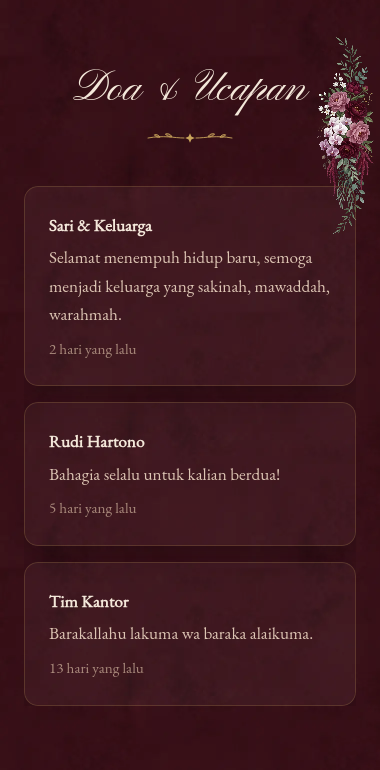 Doa & Ucapan
Sari & Keluarga
Selamat menempuh hidup baru, semoga
menjadi keluarga yang sakinah, mawaddah,
warahmah.
2 hari yang lalu
Rudi Hartono
Bahagia selalu untuk kalian berdua!
5 hari yang lalu
Tim Kantor
Barakallahu lakuma wa baraka alaikuma.
13 hari yang lalu